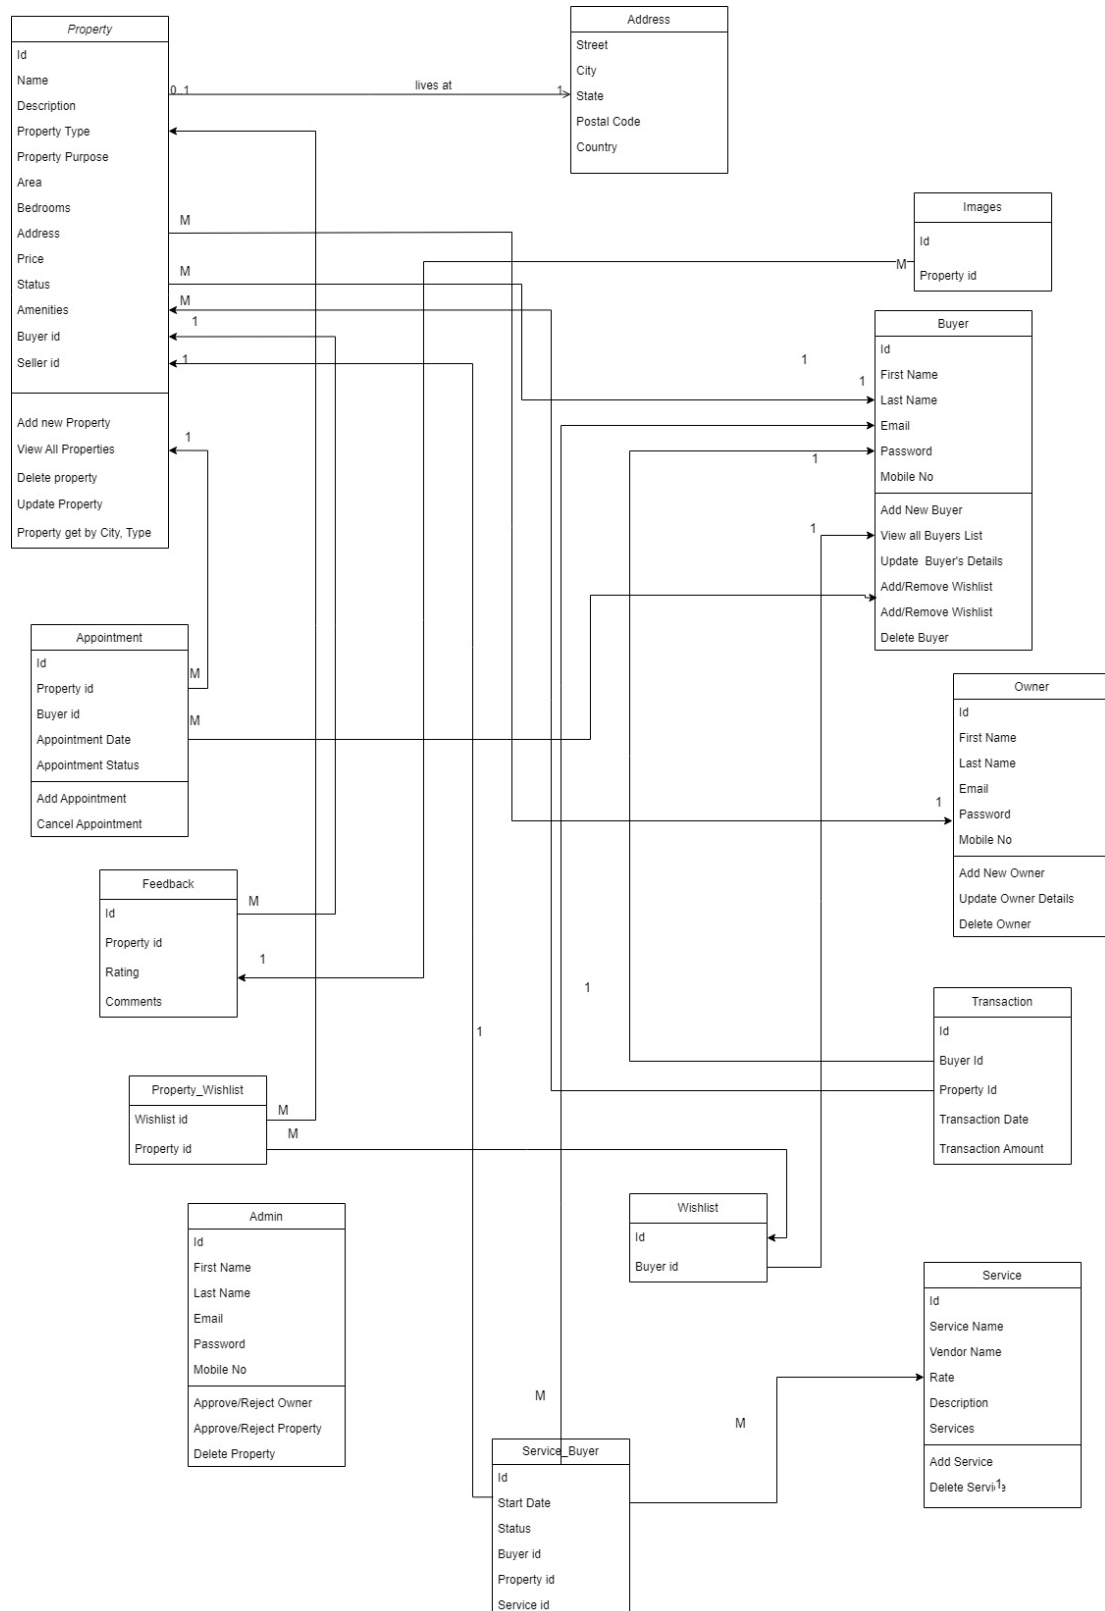 Property
Id
Name
Description
Property Type
Property Purpose
Area
Bedrooms
Address
Price
Status
Amenities
Buyer id
Seller id
Add new Property
View All Properties
Delete property
Update Property
Property get by City, Type
0..1
lives at
1
Address
Street
City
State
Postal Code
Country
Images
Id
Property id
M
M
M
M
1
1
1
1
1
1
1
Buyer
Id
First Name
Last Name
Email
Password
Mobile No
Add New Buyer
View all Buyers List
Update  Buyer's Details
Add/Remove Wishlist
Add/Remove Wishlist
Delete Buyer
Appointment
Id
Property id
Buyer id
Appointment Date
Appointment Status
Add Appointment
Cancel Appointment
M
M
Owner
Id
First Name
Last Name
Email
Password
Mobile No
Add New Owner
Update Owner Details
Delete Owner
1
Feedback
Id
Property id
Rating
Comments
M
1
1
1
Transaction
Id
Buyer Id
Property Id
Transaction Date
Transaction Amount
Property_Wishlist
Wishlist id
Property id
M
M
Admin
Id
First Name
Last Name
Email
Password
Mobile No
Approve/Reject Owner
Approve/Reject Property
Delete Property
Wishlist
Id
Buyer id
Service
Id
Service Name
Vendor Name
Rate
Description
Services
Add Service
Delete Service
1
M
M
Service_Buyer
Id
Start Date
Status
Buyer id
Property id
Service id